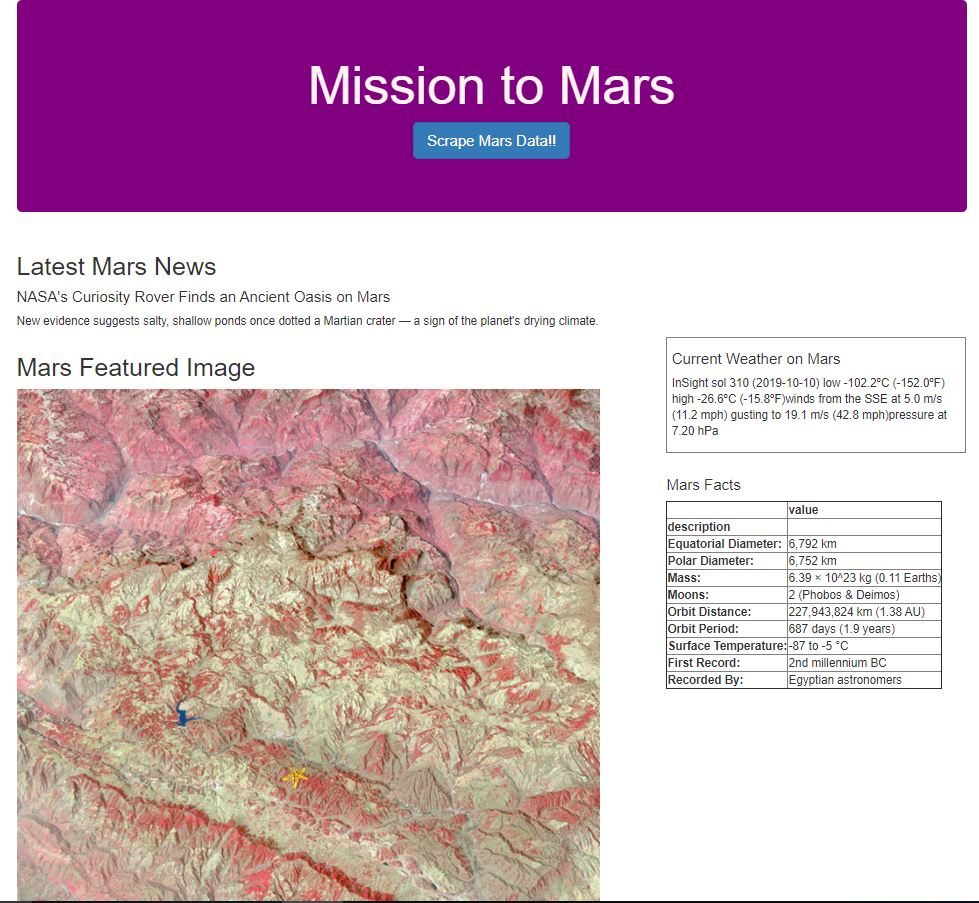 Mission to Mars
Scrape Mars Data!!
Latest Mars News
NASA's Curiosity Rover Finds an Ancient Oasis on Mars
New evidence suggests salty, shallow ponds once dotted a Martian crater — a sign of the planet's drying climate.
Mars Featured Image
Current Weather on Mars
InSight sol 310 (2019-10-10) low -102.2ºC (-152.0ºF)
high -26.6ºC (-15.8ºF)winds from the SSE at 5.0 m/s
(11.2 mph) gusting to 19.1 m/s (42.8 mph)pressure at
7.20 hPa
Mars Facts
value
description
Equatorial Diameter: 6,792 km
Polar Diameter: 6,752 km
Mass: 6.39 × 10^23 kg (0.11 Earths)
Moons: 2 (Phobos & Deimos)
Orbit Distance: 227,943,824 km (1.38 AU)
Orbit Period: 687 days (1.9 years)
Surface Temperature: -87 to -5 °C
First Record: 2nd millennium BC
Recorded By: Egyptian astronomers